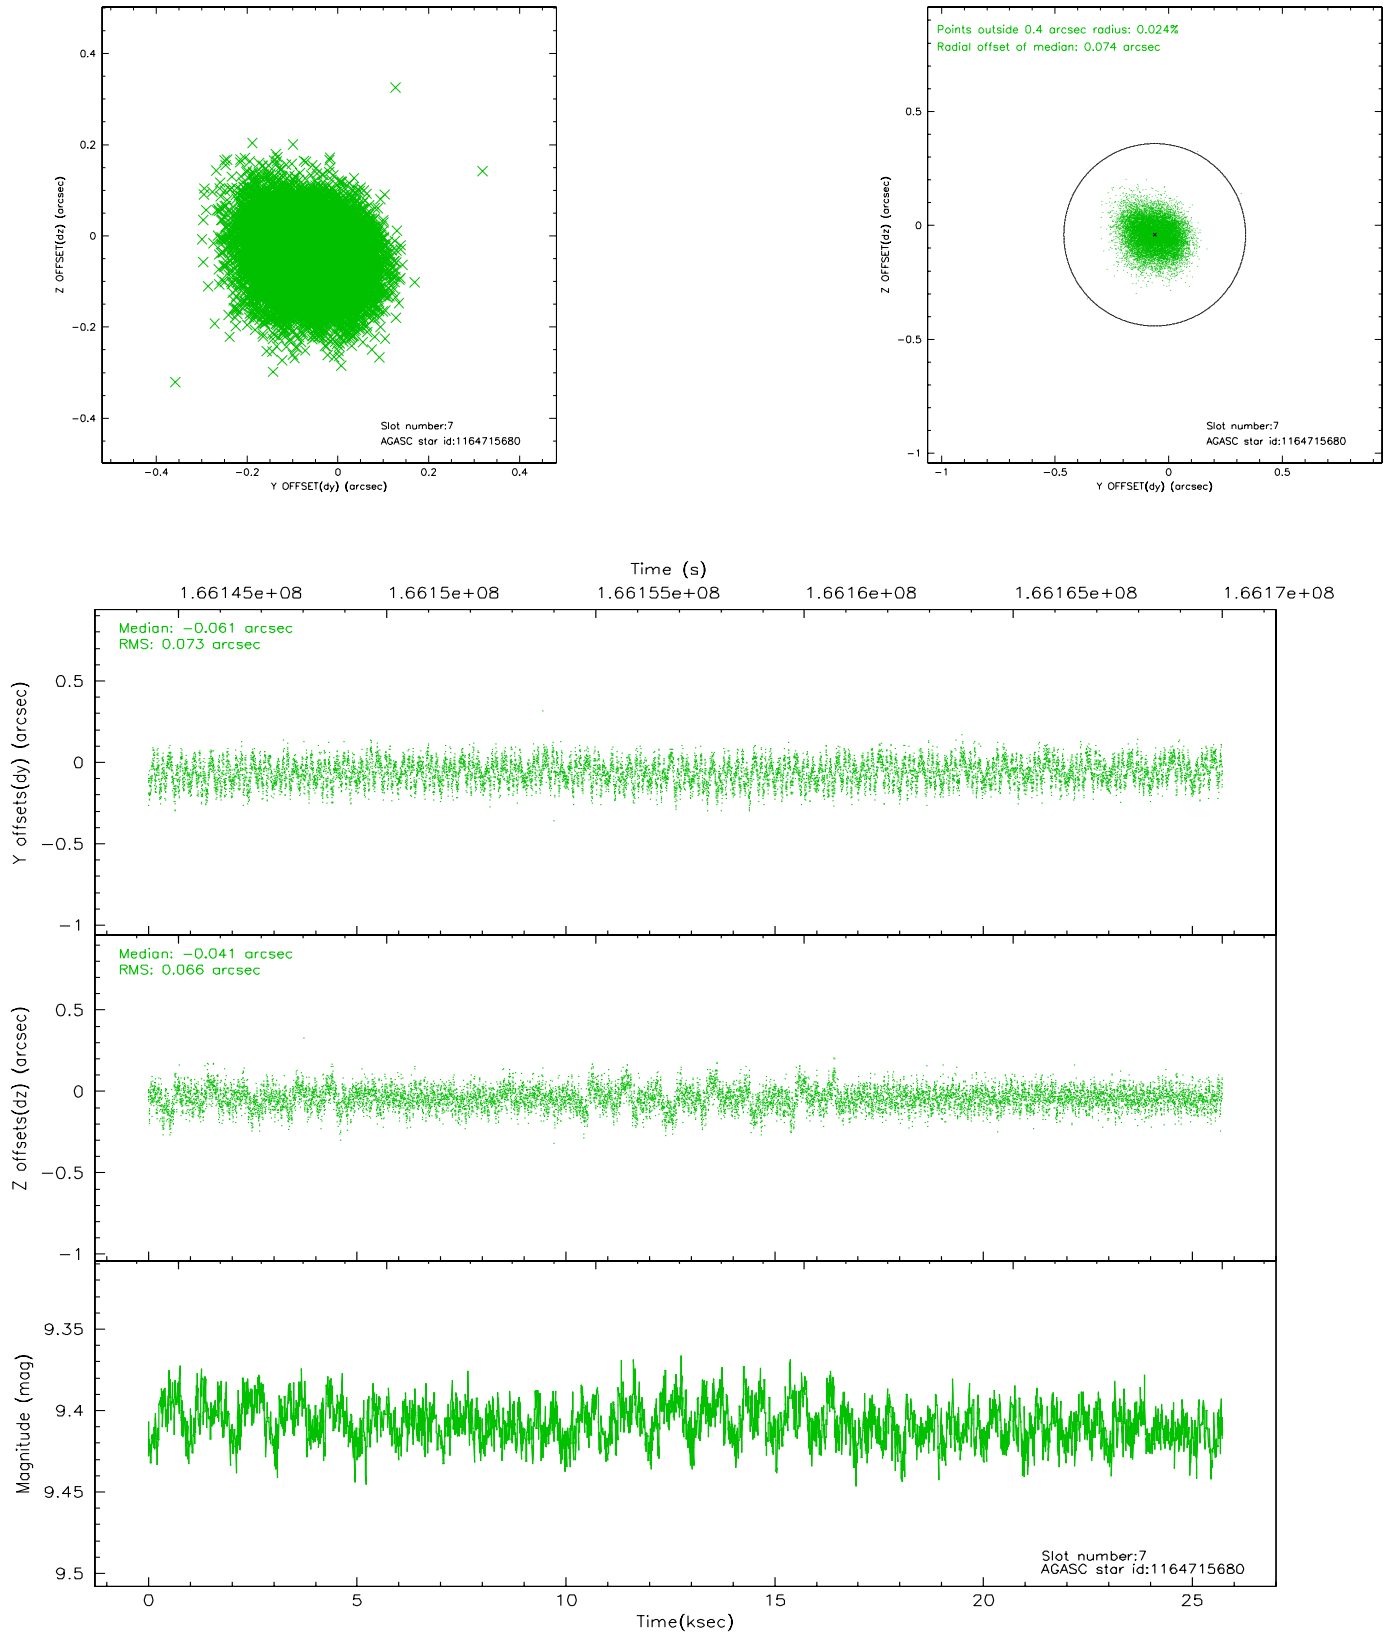 0.4
0.2
0
−0.2
−0.4
Z OFFSET(dz) (arcsec)
Slot number:7
AGASC star id:1164715680
−0.4 −0.2 0 0.2 0.4
Y OFFSET(dy) (arcsec)
Points outside 0.4 arcsec radius: 0.024%
Radial offset of median: 0.074 arcsec
0.5
0
−0.5
−1
Z OFFSET(dz) (arcsec)
Slot number:7
AGASC star id:1164715680
−1 −0.5 0 0.5
Y OFFSET(dy) (arcsec)
Time (s)
1.66145e+08 1.6615e+08 1.66155e+08 1.6616e+08 1.66165e+08 1.6617e+08
Median: −0.061 arcsec
RMS: 0.073 arcsec
0.5
0
−0.5
−1
Y offsets(dy) (arcsec)
Median: −0.041 arcsec
RMS: 0.066 arcsec
0.5
0
−0.5
−1
Z offsets(dz) (arcsec)
9.35
9.4
9.45
9.5
Magnitude (mag)
Slot number:7
AGASC star id:1164715680
0 5 10 15 20 25
Time(ksec)